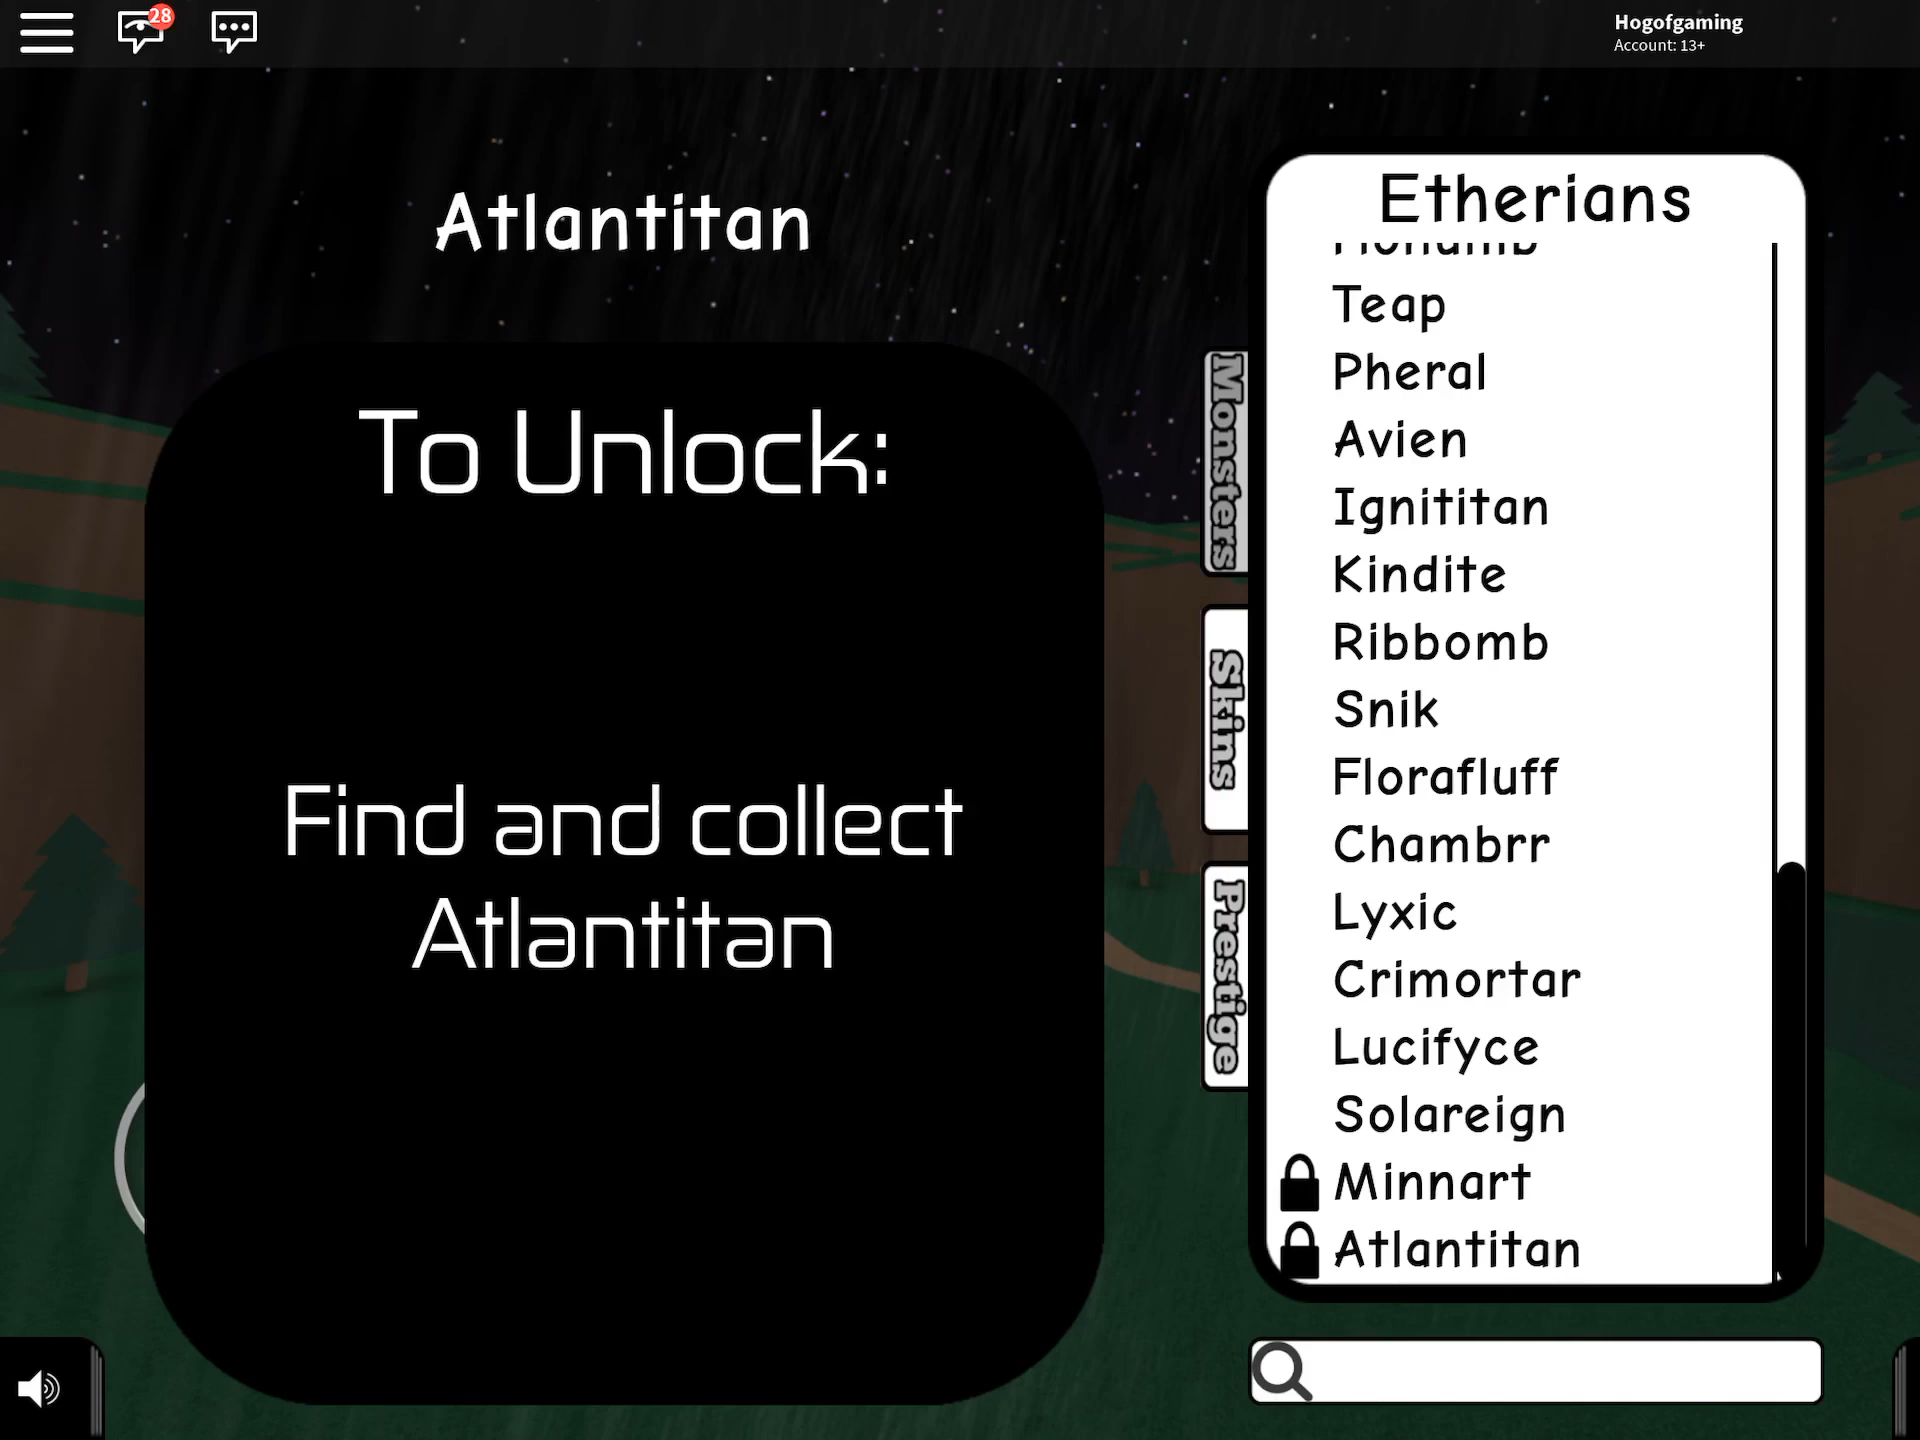 28
Hogofgaming
Account: 13+
Atlantitan
To Unlock:
Find and collect
Atlantitan
Monsters
Skins
Prestige
Etherians
Teap
Pheral
Avien
Ignititan
Kindite
Ribbomb
Snik
Florafluff
Chambrr
Lyxic
Crimortar
Lucifyce
Solareign
Minnart
Atlantitan